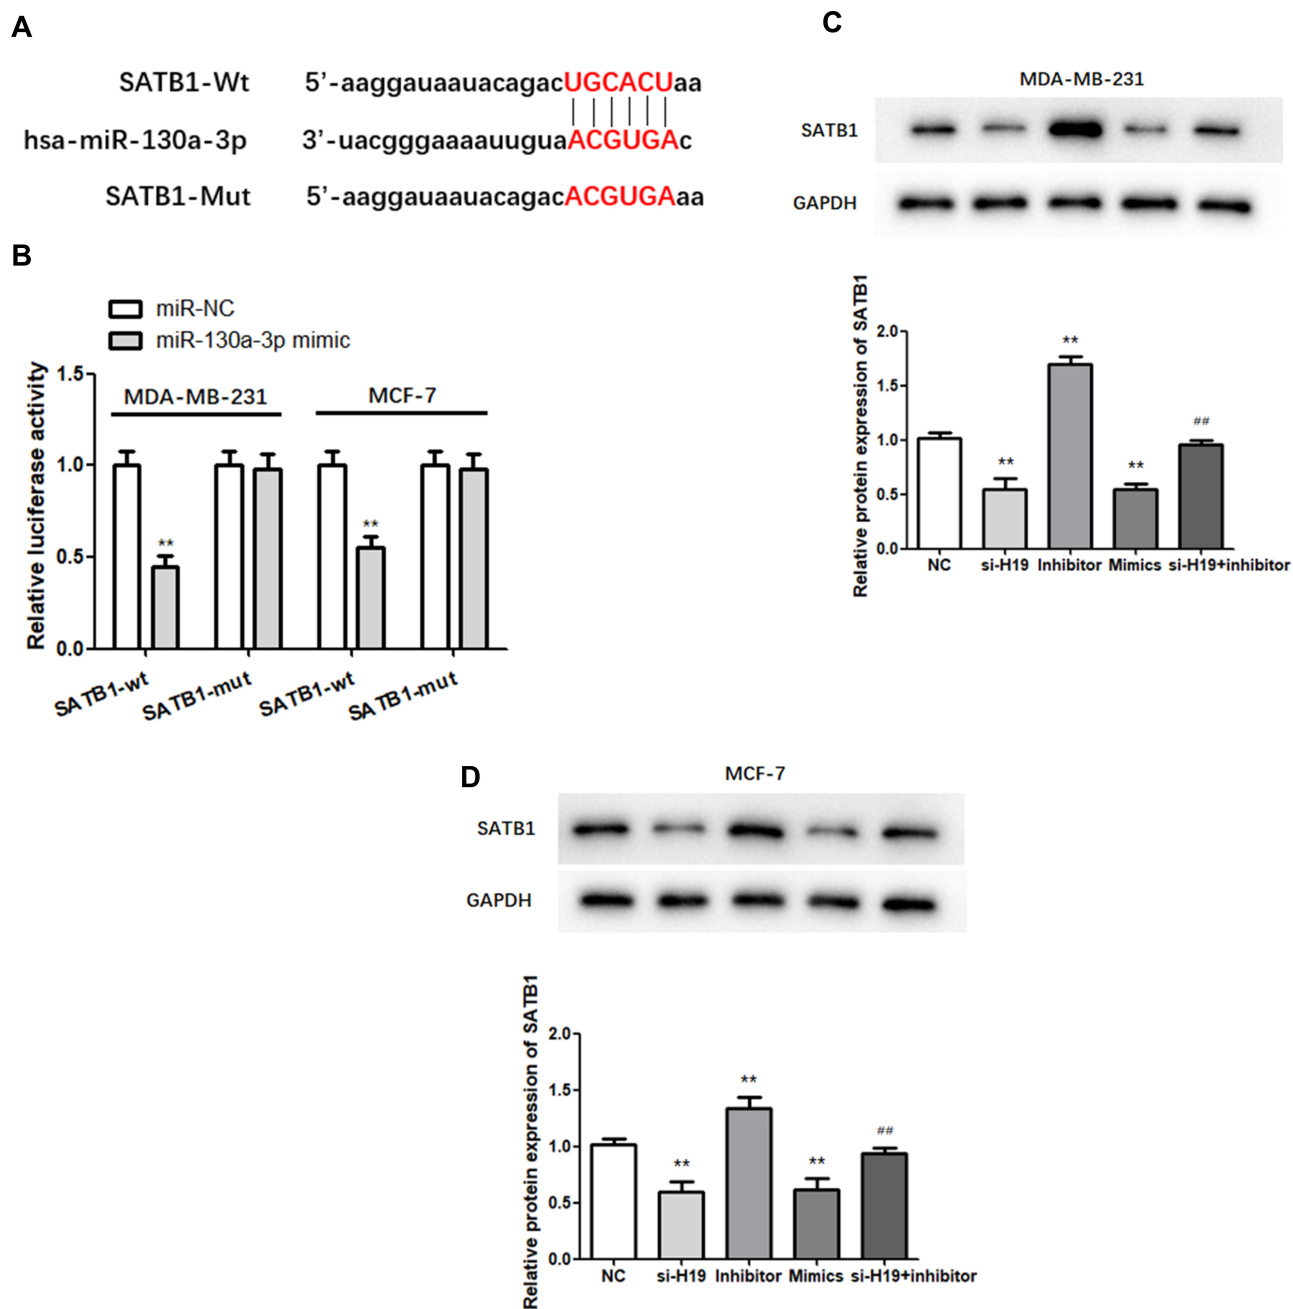 A
SATB1-Wt 5'-aaggauaauacagacUGCACUaa
hsa-miR-130a-3p 3'-uacgggaaaauuguaACGUGAc
SATB1-Mut 5'-aaggauaauacagacACGUGAaa
B
miR-NC
miR-130a-3p mimic
Relative luciferase activity
1.5
1.0
0.5
0.0
MDA-MB-231 MCF-7
** **
SATB1-wt SATB1-mut SATB1-wt SATB1-mut
C
MDA-MB-231
SATB1
GAPDH
Relative protein expression of SATB1
2.0
1.5
1.0
0.5
0.0
** ** ** ##
NC si-H19 Inhibitor Mimics si-H19+inhibitor
D
MCF-7
SATB1
GAPDH
Relative protein expression of SATB1
2.0
1.5
1.0
0.5
0.0
** ** ** ##
NC si-H19 Inhibitor Mimics si-H19+inhibitor